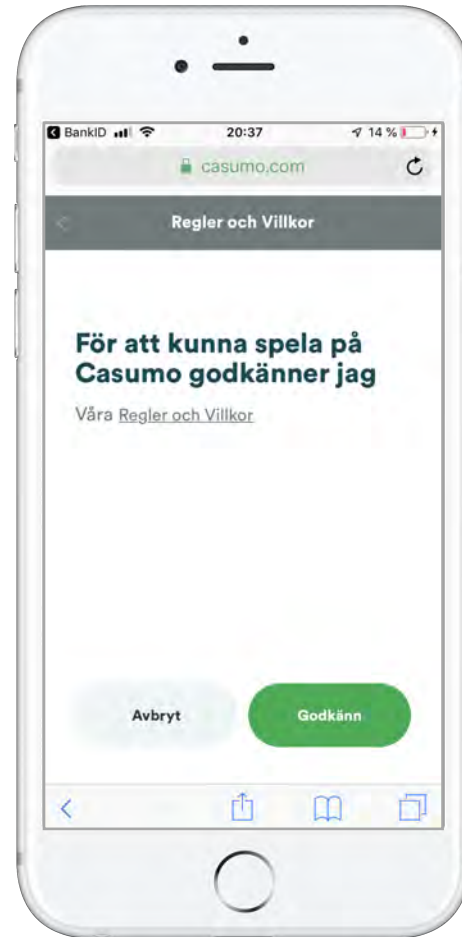 BankID 20:37 14 %
casumo.com
Regler och Villkor
För att kunna spela på
Casumo godkänner jag
Våra Regler och Villkor
Avbryt Godkänn